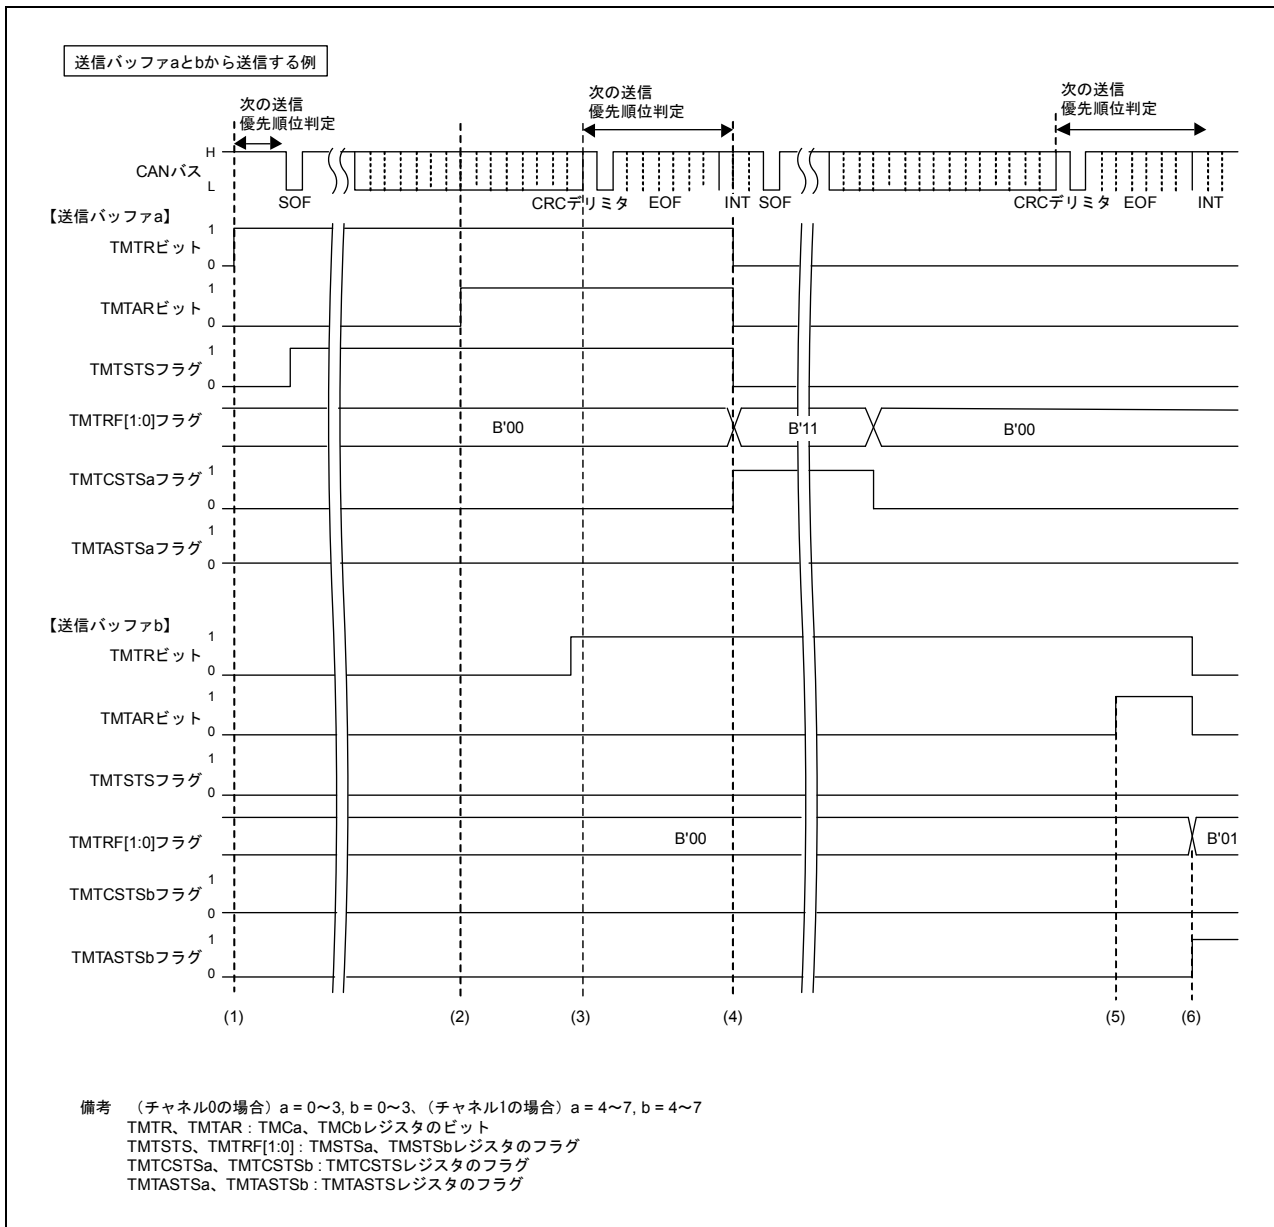 送信バッファaとbから送信する例
次の送信
優先順位判定
次の送信
優先順位判定
次の送信
優先順位判定
CANバス
H
L
SOF
CRCデリミタ
EOF
INT
SOF
CRCデリミタ
EOF
INT
【送信バッファa】
TMTRビット
1
0
TMTARビット
1
0
TMTSTSフラグ
1
0
TMTRF[1:0]フラグ
B'00
B'11
B'00
TMTCSTSaフラグ
1
0
TMTASTSaフラグ
1
0
【送信バッファb】
TMTRビット
1
0
TMTARビット
1
0
TMTSTSフラグ
1
0
TMTRF[1:0]フラグ
B'00
B'01
TMTCSTSbフラグ
1
0
TMTASTSbフラグ
1
0
(1)
(2)
(3)
(4)
(5)
(6)
備考 （チャネル0の場合）a = 0～3, b = 0～3、（チャネル1の場合）a = 4～7, b = 4～7
TMTR、TMTAR : TMCa、TMCbレジスタのビット
TMTSTS、TMTRF[1:0] : TMSTSa、TMSTSbレジスタのフラグ
TMTCSTSa、TMTCSTSb : TMTCSTSレジスタのフラグ
TMTASTSa、TMTASTSb : TMTASTSレジスタのフラグ